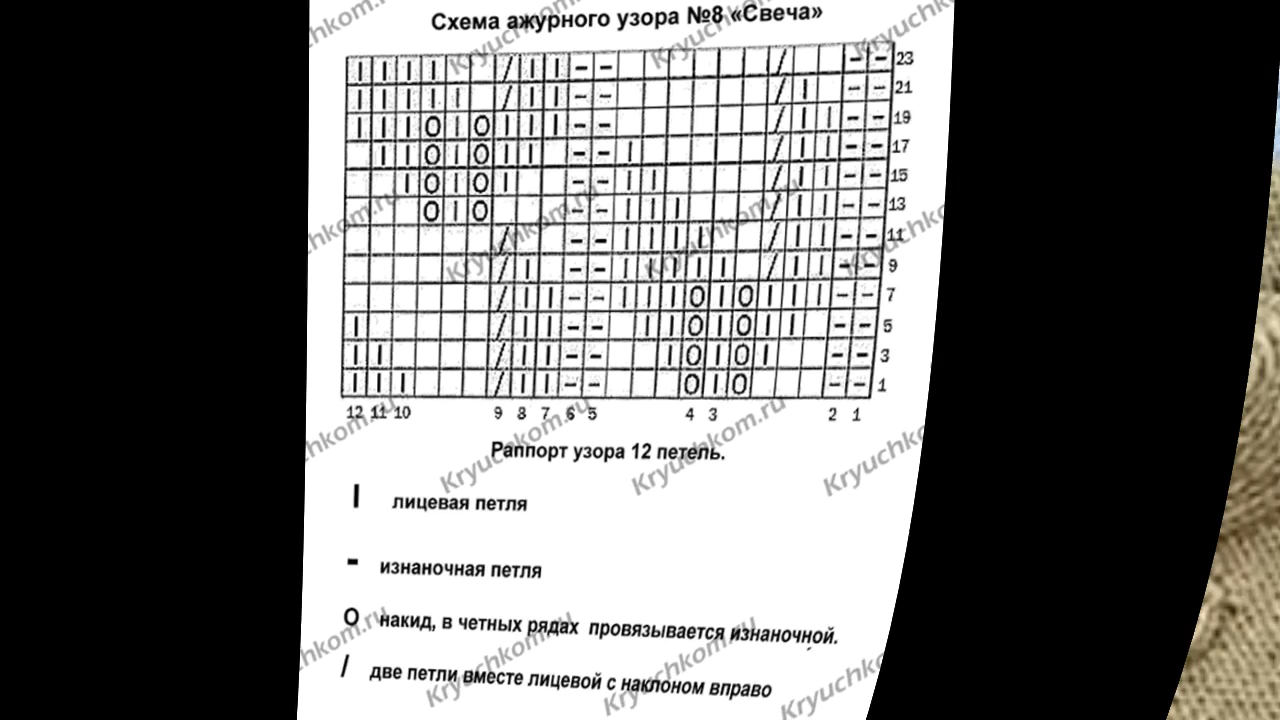 Схема ажурного узора №8 «Свеча»
I I I I / I I - - / - - 23
I I I I I / I I - - / I - - 21
I I I O I O I I I - - / I I - - 19
I I O I O I I - - I / I I - - 17
I O I O I - - I I / I I - - 15
O I O - - I I I / I I - - 13
/ - - I I I I / I I - - 11
/ I - - I I I I I / I I - - 9
/ I I - - I I I O I O I I I - - 7
I / I I - - I I O I O I I - - 5
I I / I I - - I O I O I - - 3
I I I / I I - - O I O - - 1
12 11 10 9 8 7 6 5 4 3 2 1
Раппорт узора 12 петель.
I лицевая петля
- изнаночная петля
O накид, в четных рядах провязывается изнаночной.
/ две петли вместе лицевой с наклоном вправо
Kryuchkom.ru